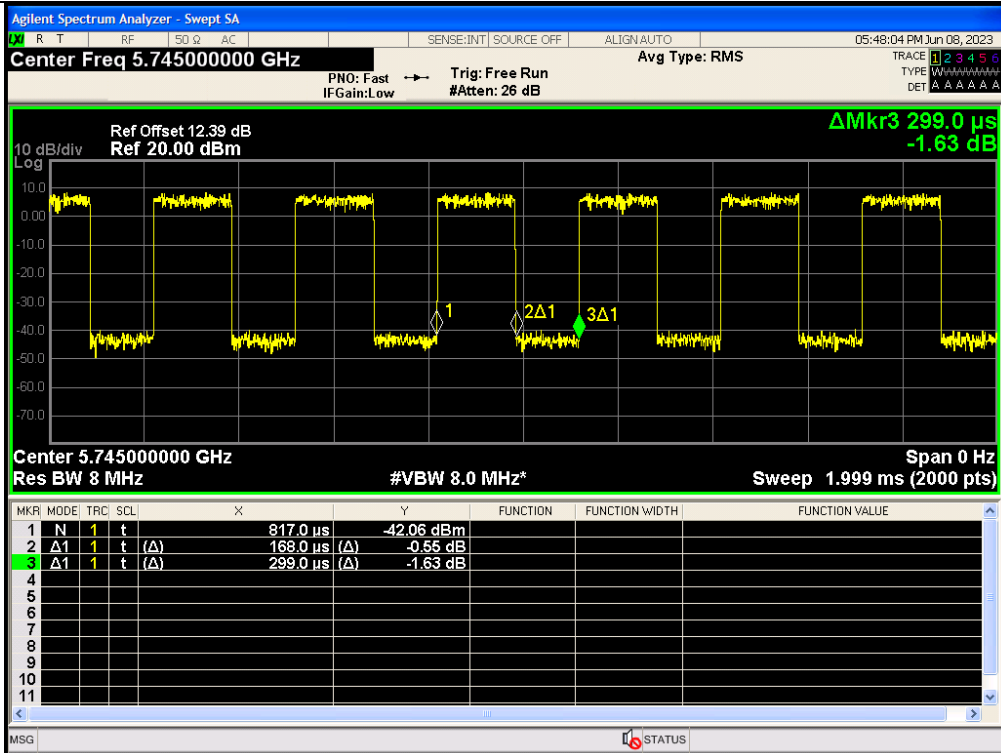 Agilent Spectrum Analyzer - Swept SA
LXI R T RF 50 Ω AC SENSE:INT SOURCE OFF ALIGN AUTO 05:48:04 PM Jun 08, 2023
Center Freq 5.745000000 GHz
Avg Type: RMS
TRACE 1 2 3 4 5 6
PNO: Fast
Trig: Free Run
TYPE WWWWWW
IFGain:Low
#Atten: 26 dB
DET A A A A A A
ΔMkr3 299.0 µs
-1.63 dB
Ref Offset 12.39 dB
10 dB/div Ref 20.00 dBm
Log
10.0
0.00
-10.0
-20.0
-30.0
-40.0
-50.0
-60.0
-70.0
1
2Δ1
3Δ1
Center 5.745000000 GHz Span 0 Hz
Res BW 8 MHz #VBW 8.0 MHz* Sweep 1.999 ms (2000 pts)
MKR MODE TRC SCL X Y FUNCTION FUNCTION WIDTH FUNCTION VALUE
1 N 1 t 817.0 µs -42.06 dBm
2 Δ1 1 t (Δ) 168.0 µs (Δ) -0.55 dB
3 Δ1 1 t (Δ) 299.0 µs (Δ) -1.63 dB
4
5
6
7
8
9
10
11
MSG STATUS